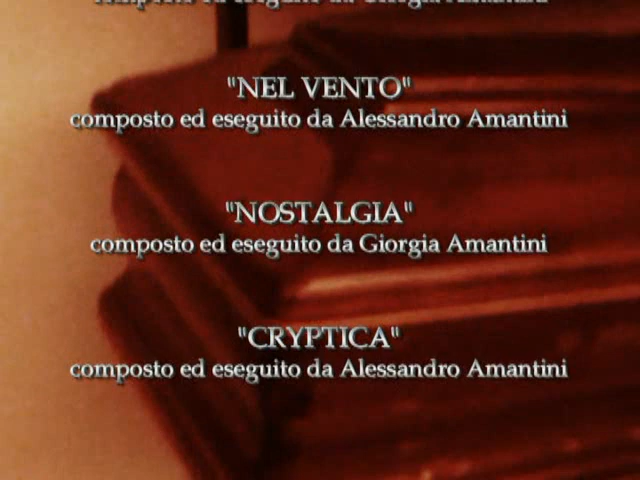 "NEL VENTO"
composto ed eseguito da Alessandro Amantini
"NOSTALGIA"
composto ed eseguito da Giorgia Amantini
"CRYPTICA"
composto ed eseguito da Alessandro Amantini